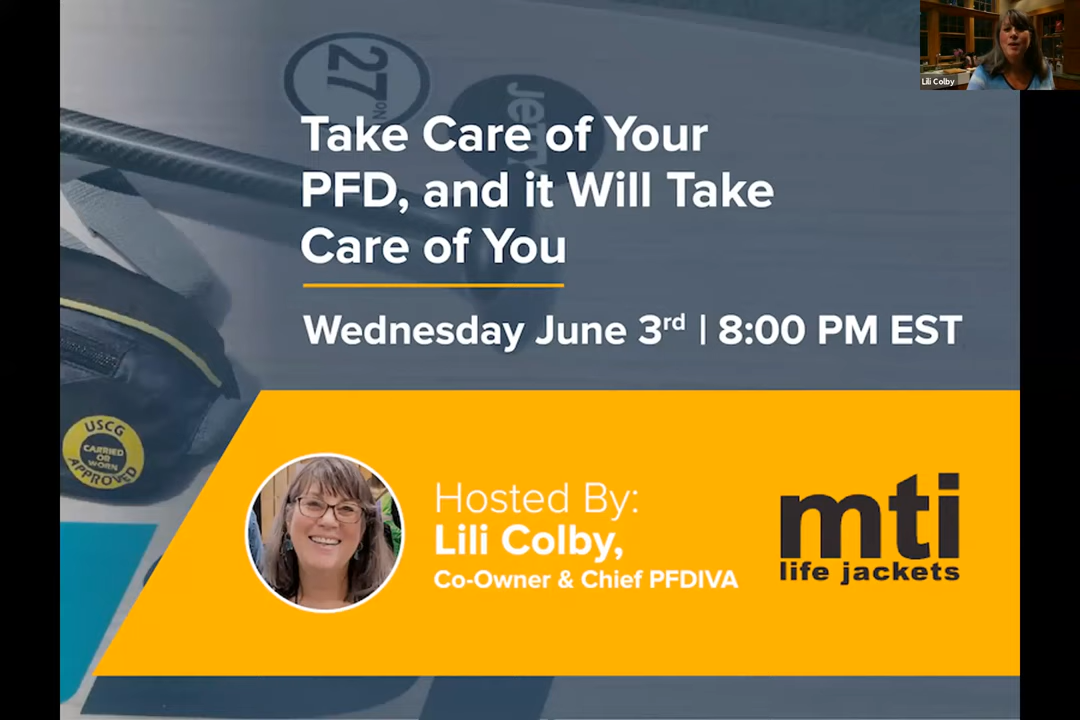 Lili Colby
27
NO
Jerry
Take Care of Your
PFD, and it Will Take
Care of You
Wednesday June 3rd | 8:00 PM EST
USCG
CARRIED
OR
WORN
APPROVED
Hosted By:
Lili Colby,
Co-Owner & Chief PFDIVA
mti
life jackets